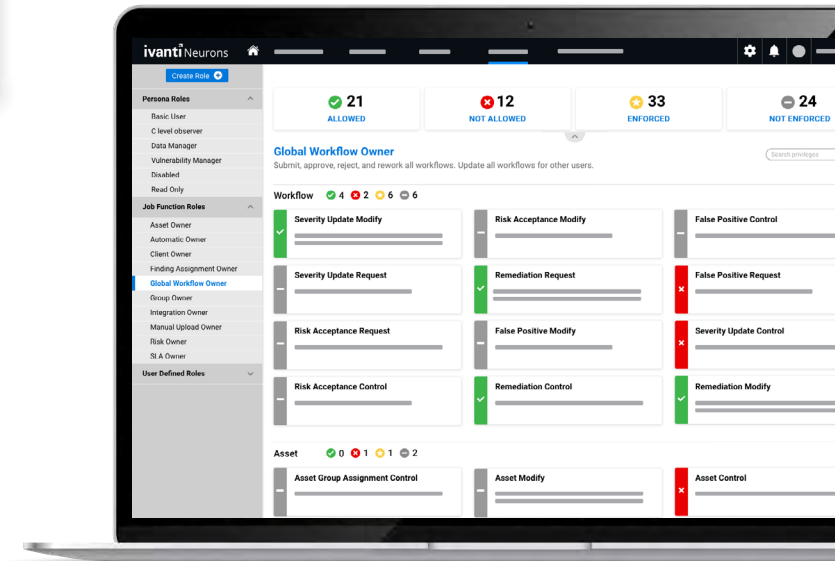 ivanti Neurons
Create Role
Persona Roles
Basic User
C level observer
Data Manager
Vulnerability Manager
Disabled
Read Only
Job Function Roles
Asset Owner
Automatic Owner
Client Owner
Finding Assignment Owner
Global Workflow Owner
Group Owner
Integration Owner
Manual Upload Owner
Risk Owner
SLA Owner
User Defined Roles
21
ALLOWED
12
NOT ALLOWED
33
ENFORCED
24
NOT ENFORCED
Global Workflow Owner
Submit, approve, reject, and rework all workflows. Update all workflows for other users.
Search privileges
Workflow 4 2 6 6
Severity Update Modify
Risk Acceptance Modify
False Positive Control
Severity Update Request
Remediation Request
False Positive Request
Risk Acceptance Request
False Positive Modify
Severity Update Control
Risk Acceptance Control
Remediation Control
Remediation Modify
Asset 0 1 1 2
Asset Group Assignment Control
Asset Modify
Asset Control